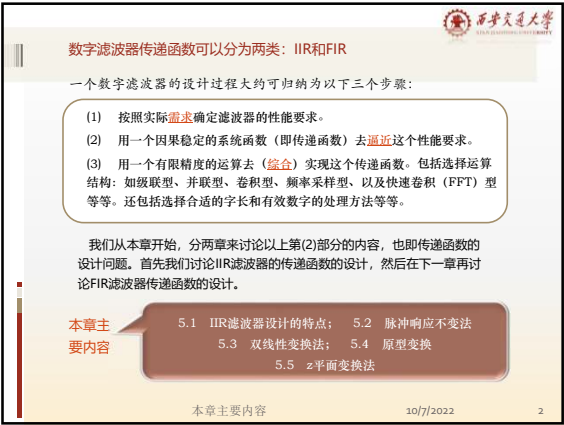 西安交通大学
XI'AN JIAOTONG UNIVERSITY
数字滤波器传递函数可以分为两类：IIR和FIR
一个数字滤波器的设计过程大约可归纳为以下三个步骤：
(1) 按照实际需求确定滤波器的性能要求。
(2) 用一个因果稳定的系统函数（即传递函数）去逼近这个性能要求。
(3) 用一个有限精度的运算去（综合）实现这个传递函数。包括选择运算
结构：如级联型、并联型、卷积型、频率采样型、以及快速卷积（FFT）型
等等。还包括选择合适的字长和有效数字的处理方法等等。
我们从本章开始，分两章来讨论以上第(2)部分的内容，也即传递函数的
设计问题。首先我们讨论IIR滤波器的传递函数的设计，然后在下一章再讨
论FIR滤波器传递函数的设计。
本章主
要内容
5.1 IIR滤波器设计的特点； 5.2 脉冲响应不变法
5.3 双线性变换法； 5.4 原型变换
5.5 z平面变换法
本章主要内容 10/7/2022 2